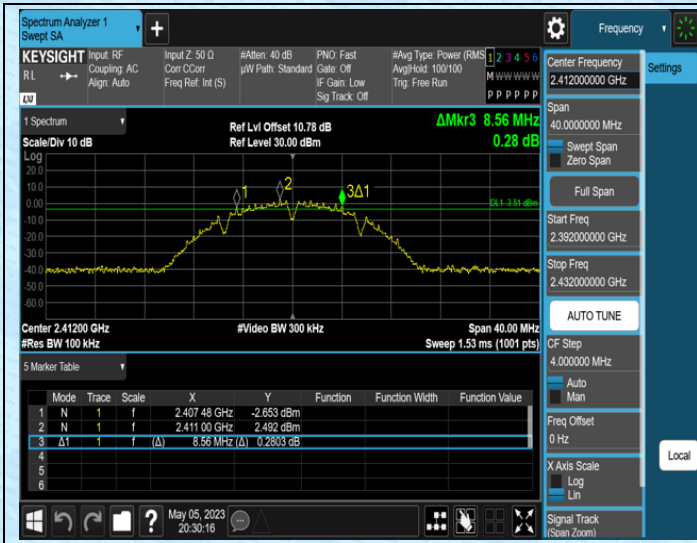 Spectrum Analyzer 1
Swept SA
Frequency
KEYSIGHT
RL
LXI
Input: RF
Coupling: AC
Align: Auto
Input Z: 50 Ω
Corr CCorr
Freq Ref: Int (S)
#Atten: 40 dB
µW Path: Standard
PNO: Fast
Gate: Off
IF Gain: Low
Sig Track: Off
#Avg Type: Power (RMS
Avg|Hold: 100/100
Trig: Free Run
1 2 3 4 5 6
M W W W W W
P P P P P P
1 Spectrum
Scale/Div 10 dB
Ref Lvl Offset 10.78 dB
Ref Level 30.00 dBm
ΔMkr3 8.56 MHz
0.28 dB
Log
20.0
10.0
0.00
-10.0
-20.0
-30.0
-40.0
-50.0
-60.0
1
2
3Δ1
DL1 -3.51 dBm
Center 2.41200 GHz
#Res BW 100 kHz
#Video BW 300 kHz
Span 40.00 MHz
Sweep 1.53 ms (1001 pts)
5 Marker Table
Mode Trace Scale X Y Function Function Width Function Value
1 N 1 f 2.407 48 GHz -2.653 dBm
2 N 1 f 2.411 00 GHz 2.492 dBm
3 Δ1 1 f (Δ) 8.56 MHz (Δ) 0.2803 dB
4
5
6
?
May 05, 2023
20:30:16
Center Frequency
2.412000000 GHz
Settings
Span
40.0000000 MHz
Swept Span
Zero Span
Full Span
Start Freq
2.392000000 GHz
Stop Freq
2.432000000 GHz
AUTO TUNE
CF Step
4.000000 MHz
Auto
Man
Freq Offset
0 Hz
Local
X Axis Scale
Log
Lin
Signal Track
(Span Zoom)